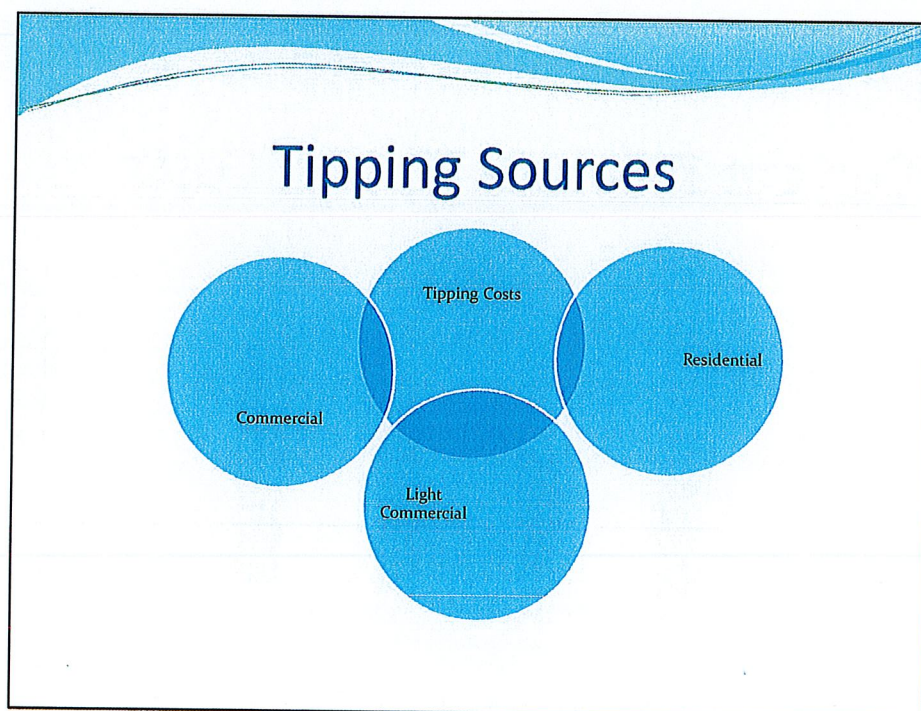 Tipping Sources
Tipping Costs
Residential
Commercial
Light
Commercial